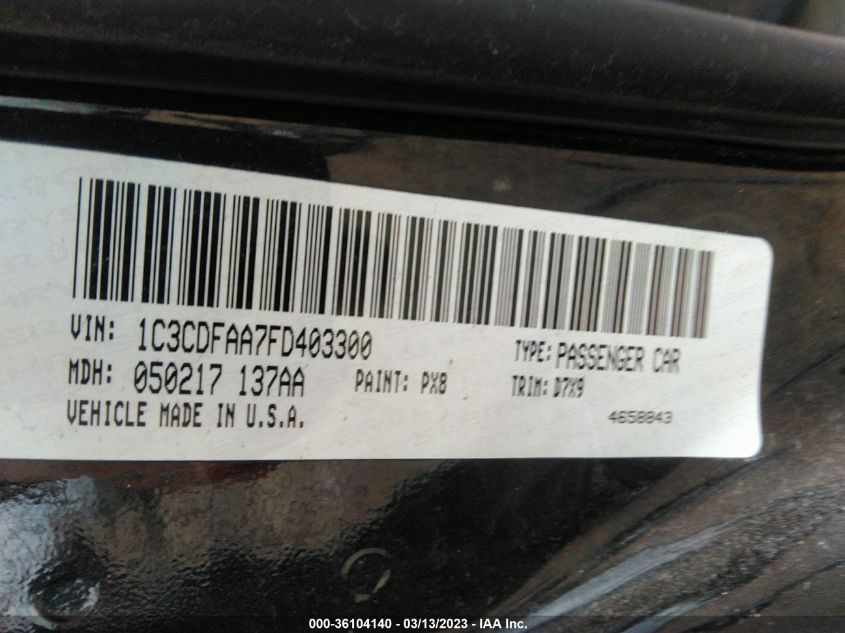 VIN: 1C3CDFAA7FD403300 TYPE: PASSENGER CAR
MDH: 050217 137AA PAINT: PX8 TRIM: D7X9
VEHICLE MADE IN U.S.A. 4658843
000-36104140 - 03/13/2023 - IAA Inc.